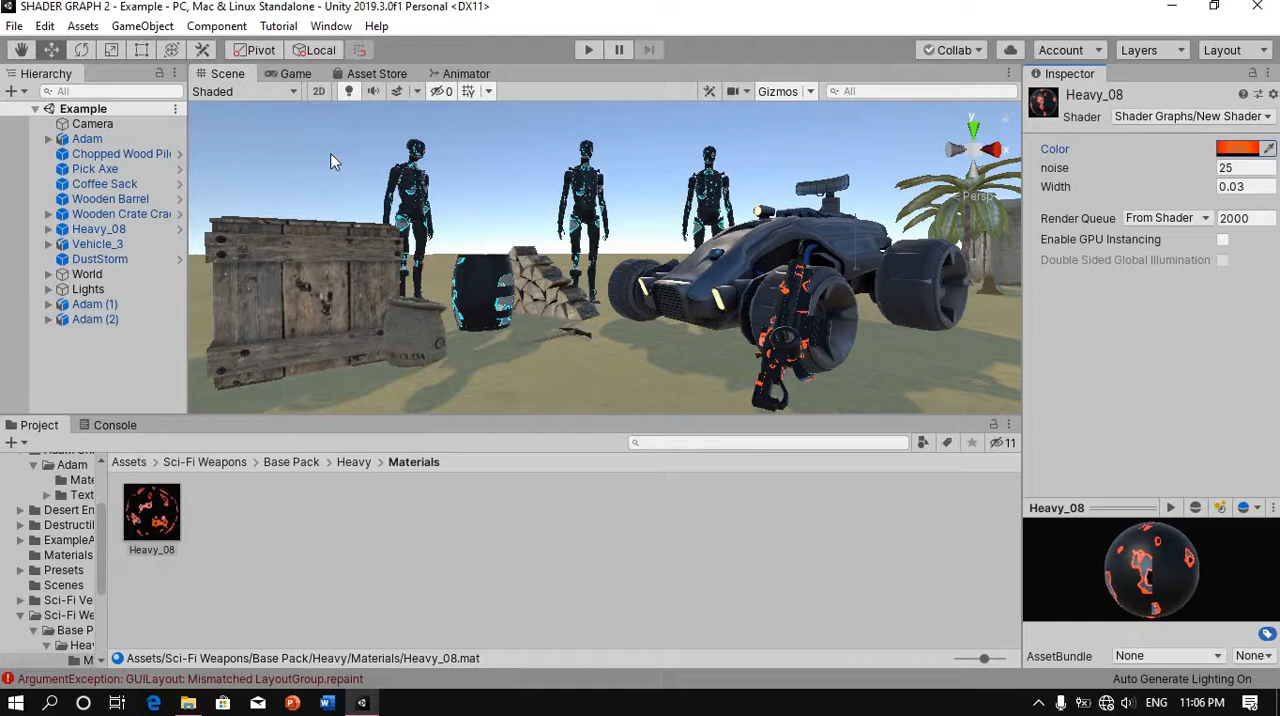 SHADER GRAPH 2 - Example - PC, Mac & Linux Standalone - Unity 2019.3.0f1 Personal <DX11>
File Edit Assets GameObject Component Tutorial Window Help
Pivot Local Collab Account Layers Layout
Hierarchy Scene Game Asset Store Animator Inspector
All Shaded 2D 0 Gizmos All
Heavy_08
Shader Shader Graphs/New Shader
Example
Camera
Adam
Chopped Wood Pil
Pick Axe
Coffee Sack
Wooden Barrel
Wooden Crate Crac
Heavy_08
Vehicle_3
DustStorm
World
Lights
Adam (1)
Adam (2)
y
x
Persp
CUBA
Color
noise 25
Width 0.03
Render Queue From Shader 2000
Enable GPU Instancing
Double Sided Global Illumination
Project Console
11
Assets Sci-Fi Weapons Base Pack Heavy Materials
Adam
Mate
Text
Desert En
Destructi
ExampleA
Materials
Presets
Scenes
Sci-Fi Ve
Sci-Fi We
Base P
Hea
M
Heavy_08
Assets/Sci-Fi Weapons/Base Pack/Heavy/Materials/Heavy_08.mat
Heavy_08
AssetBundle None None
ArgumentException: GUILayout: Mismatched LayoutGroup.repaint
Auto Generate Lighting On
ENG 11:06 PM